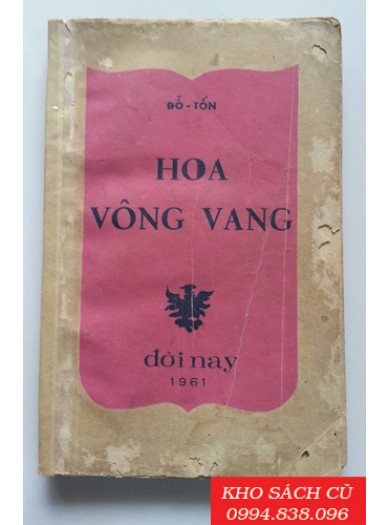 ĐỖ-TỐN
HOA
VÔNG VANG
đời nay
1961
KHO SÁCH CŨ
0994.838.096